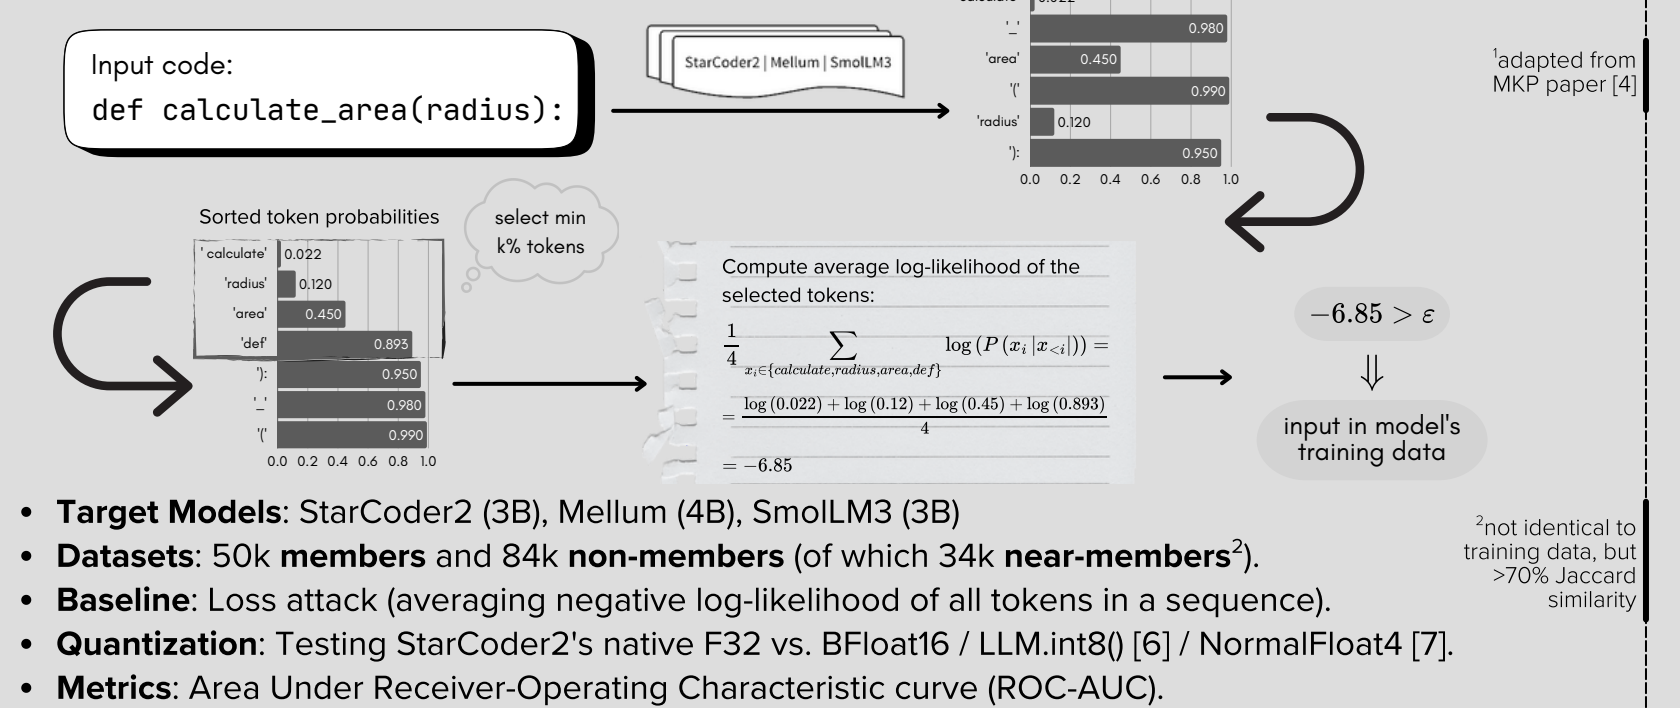 Input code:
def calculate_area(radius):
StarCoder2 | Mellum | SmolLM3
'_' 0.980
'area' 0.450
'(' 0.990
'radius' 0.120
'): 0.950
0.0 0.2 0.4 0.6 0.8 1.0
¹adapted from
MKP paper [4]
Sorted token probabilities
'calculate' 0.022
'radius' 0.120
'area' 0.450
'def' 0.893
'): 0.950
'_' 0.980
'(' 0.990
0.0 0.2 0.4 0.6 0.8 1.0
select min
k% tokens
Compute average log-likelihood of the
selected tokens:
1/4 ∑ x_i∈{calculate,radius,area,def} log (P (x_i |x_{<i}|)) =
= log (0.022) + log (0.12) + log (0.45) + log (0.893) / 4
= −6.85
−6.85 > ε
⇓
input in model's
training data
• Target Models: StarCoder2 (3B), Mellum (4B), SmolLM3 (3B)
• Datasets: 50k members and 84k non-members (of which 34k near-members²).
• Baseline: Loss attack (averaging negative log-likelihood of all tokens in a sequence).
• Quantization: Testing StarCoder2's native F32 vs. BFloat16 / LLM.int8() [6] / NormalFloat4 [7].
• Metrics: Area Under Receiver-Operating Characteristic curve (ROC-AUC).
²not identical to
training data, but
>70% Jaccard
similarity